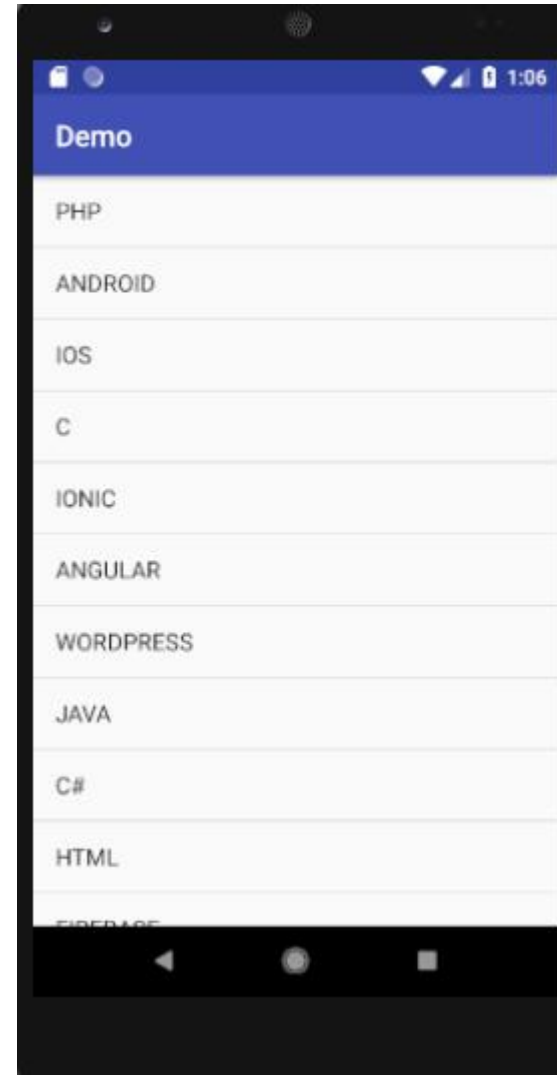 1:06
Demo
PHP
ANDROID
IOS
C
IONIC
ANGULAR
WORDPRESS
JAVA
C#
HTML